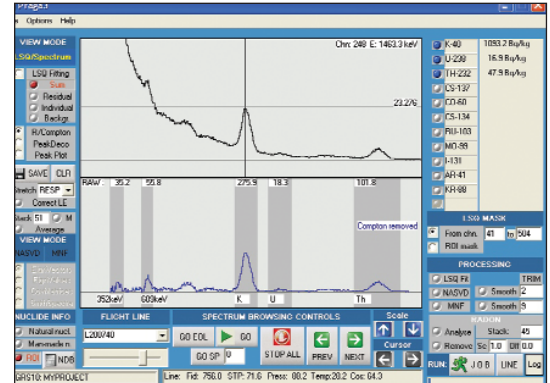 Praga3
Options Help
VIEW MODE
LSQ/Spectrum
LSQ Fitting
Sum
Residual
Individual
Backgr.
R/Compton
PeakDeco
Peak Plot
SAVE CLR
Stretch RESP
Correct LE
Stack 51 M
Average
VIEW MODE
NASVD MNF
NUCLIDE INFO
Natural nucl.
Man-made n.
ROI NDB
Chn: 248 E: 1463.3 keV
23.276
RAW: 35.2 55.8 275.9 18.3 101.8
Compton removed
352keV 609keV K U Th
FLIGHT LINE
L200740
SPECTRUM BROWSING CONTROLS
GO EOL GO
GO SP 0 STOP ALL PREV NEXT
Scale
Cursor
K-40 1093.2 Bq/kg
U-238 16.9 Bq/kg
TH-232 47.9 Bq/kg
CS-137
CO-60
CS-134
RU-103
MO-99
I-131
AR-41
KR-88
LSQ MASK
From chn. 41 to 504
ROI mask
PROCESSING
LSQ Fit TRIM
NASVD Smooth 2
MNF Smooth 9
RADON
Analyse Stack: 45
Remove Sc 1.0 Off 0.0
RUN: JOB LINE Log
GRS10: MYPROJECT
Line: Fid: 756.0 STP: 71.6 Press: 88.2 Temp: 28.2 Cos: 64.3